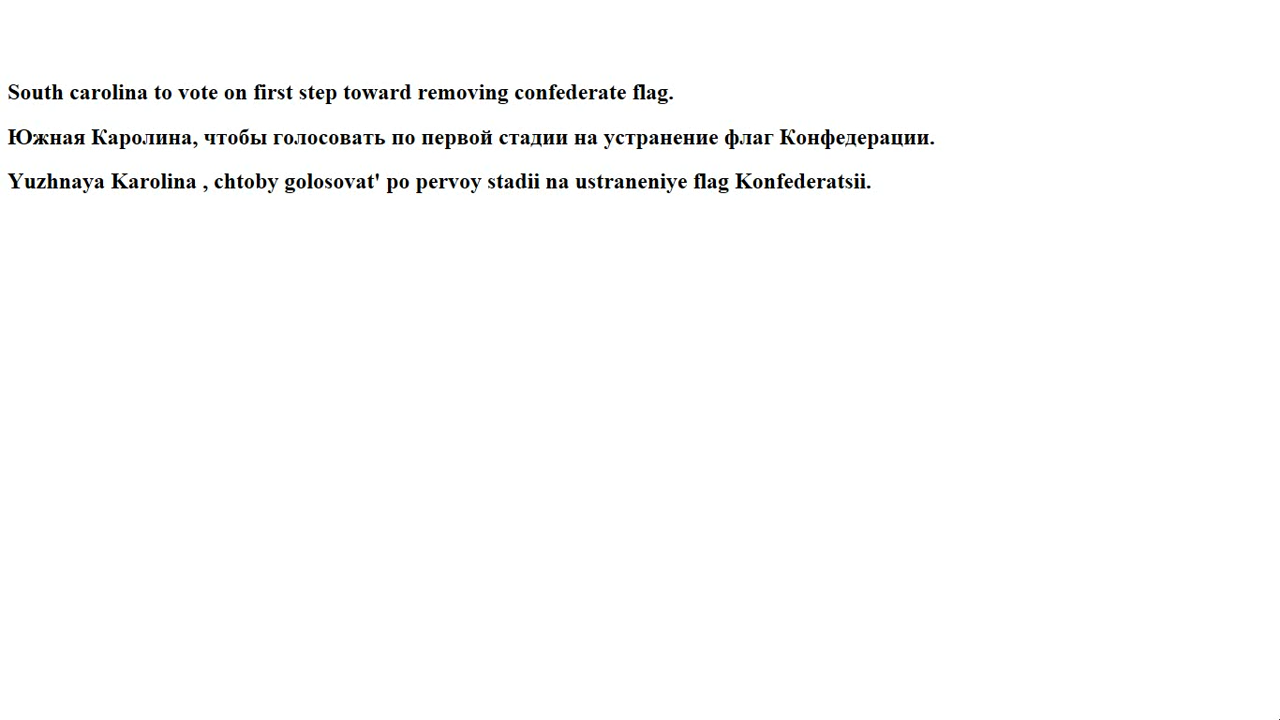 South carolina to vote on first step toward removing confederate flag.
Южная Каролина, чтобы голосовать по первой стадии на устранение флаг Конфедерации.
Yuzhnaya Karolina , chtoby golosovat' po pervoy stadii na ustraneniye flag Konfederatsii.